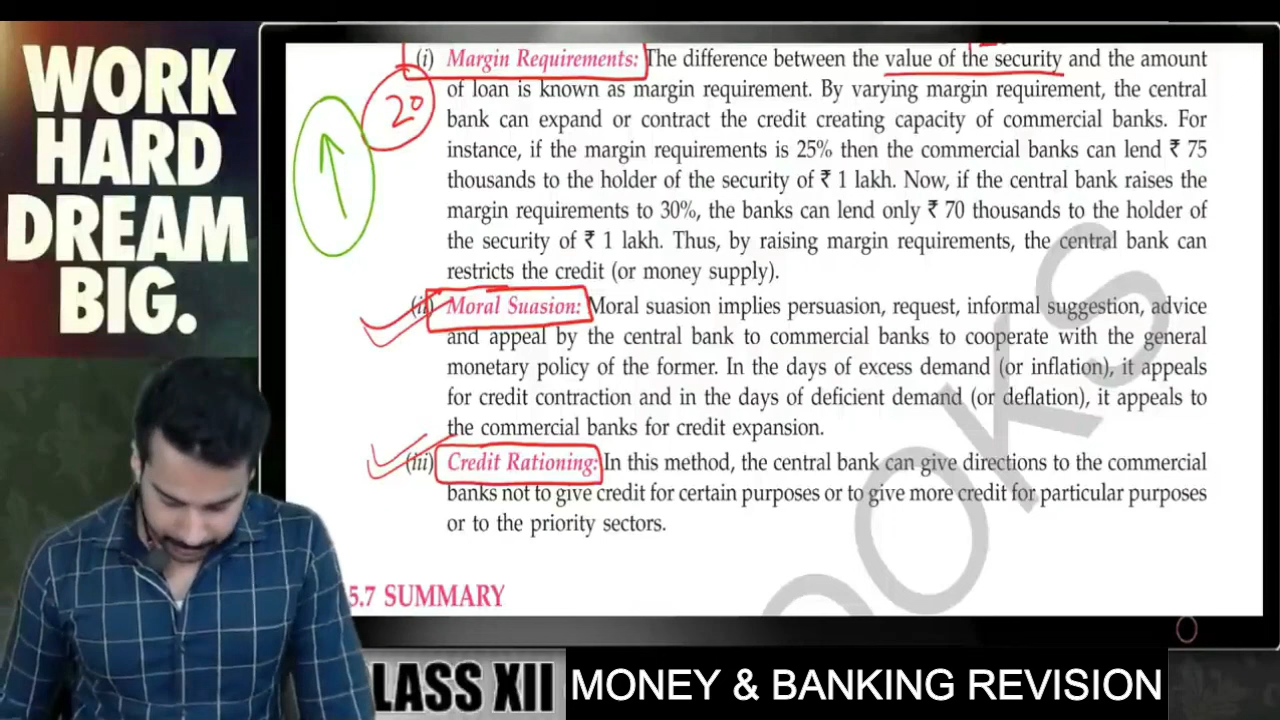 WORK
HARD
DREAM
BIG.
(i) Margin Requirements: The difference between the value of the security and the amount
of loan is known as margin requirement. By varying margin requirement, the central
bank can expand or contract the credit creating capacity of commercial banks. For
instance, if the margin requirements is 25% then the commercial banks can lend ₹ 75
thousands to the holder of the security of ₹ 1 lakh. Now, if the central bank raises the
margin requirements to 30%, the banks can lend only ₹ 70 thousands to the holder of
the security of ₹ 1 lakh. Thus, by raising margin requirements, the central bank can
restricts the credit (or money supply).
20
(ii) Moral Suasion: Moral suasion implies persuasion, request, informal suggestion, advice
and appeal by the central bank to commercial banks to cooperate with the general
monetary policy of the former. In the days of excess demand (or inflation), it appeals
for credit contraction and in the days of deficient demand (or deflation), it appeals to
the commercial banks for credit expansion.
(iii) Credit Rationing: In this method, the central bank can give directions to the commercial
banks not to give credit for certain purposes or to give more credit for particular purposes
or to the priority sectors.
5.7 SUMMARY
OOKS
LASS XII
MONEY & BANKING REVISION